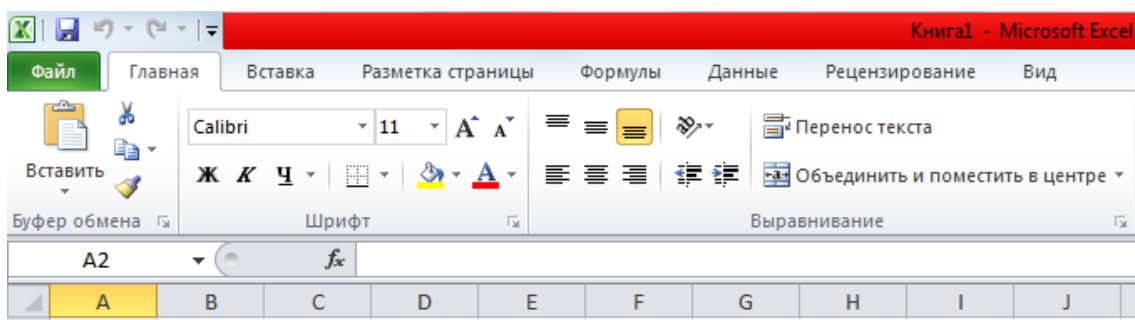 Книга1 - Microsoft Excel
Файл Главная Вставка Разметка страницы Формулы Данные Рецензирование Вид
Calibri 11 A A Перенос текста
Вставить Ж К Ч A Объединить и поместить в центре
Буфер обмена Шрифт Выравнивание
A2 fx
A B C D E F G H I J